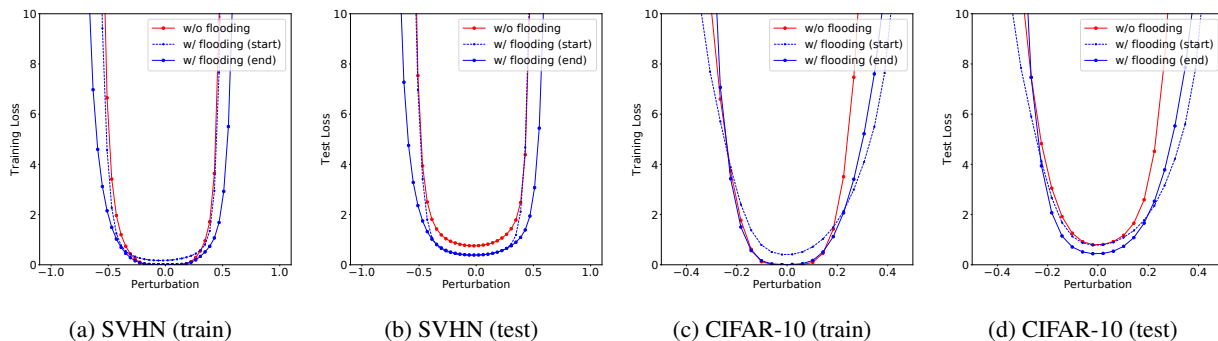 10
8
6
4
2
0
Training Loss
−1.0 −0.5 0.0 0.5 1.0
Perturbation
w/o flooding
w/ flooding (start)
w/ flooding (end)
(a) SVHN (train)
10
8
6
4
2
0
Test Loss
−1.0 −0.5 0.0 0.5 1.0
Perturbation
w/o flooding
w/ flooding (start)
w/ flooding (end)
(b) SVHN (test)
10
8
6
4
2
0
Training Loss
−0.4 −0.2 0.0 0.2 0.4
Perturbation
w/o flooding
w/ flooding (start)
w/ flooding (end)
(c) CIFAR-10 (train)
10
8
6
4
2
0
Test Loss
−0.4 −0.2 0.0 0.2 0.4
Perturbation
w/o flooding
w/ flooding (start)
w/ flooding (end)
(d) CIFAR-10 (test)